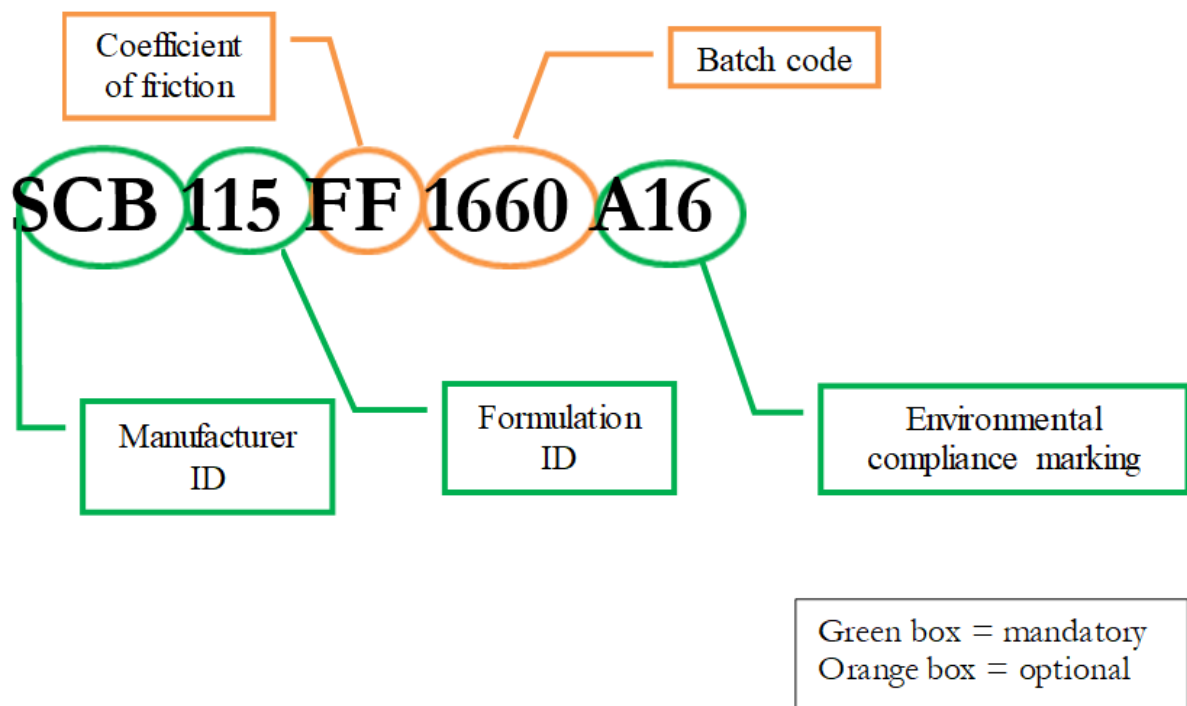 Coefficient
of friction
Batch code
SCB 115 FF 1660 A16
Manufacturer
ID
Formulation
ID
Environmental
compliance marking
Green box = mandatory
Orange box = optional